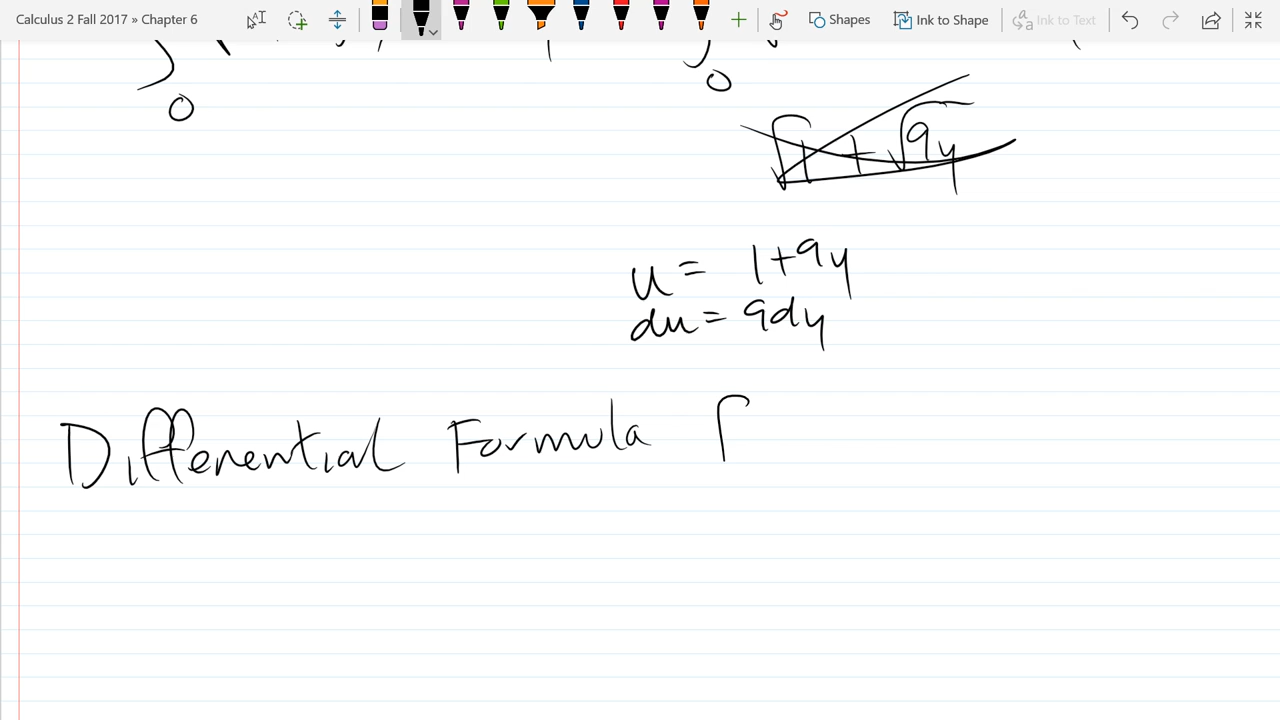 Calculus 2 Fall 2017 » Chapter 6
Shapes
Ink to Shape
Ink to Text
0
0
√1 + √9y
u = 1+9y
du = 9dy
Differential Formula